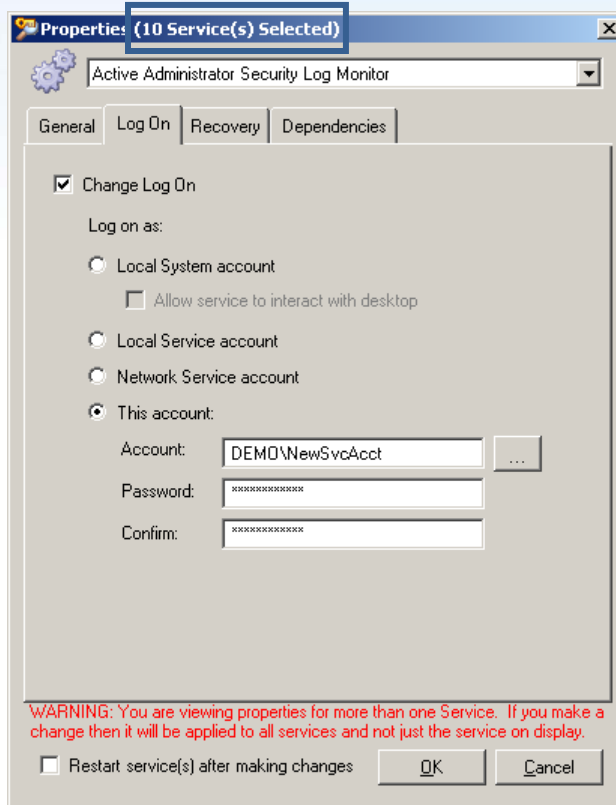 Properties (10 Service(s) Selected)
Active Administrator Security Log Monitor
General Log On Recovery Dependencies
Change Log On
Log on as:
Local System account
Allow service to interact with desktop
Local Service account
Network Service account
This account:
Account: DEMO\NewSvcAcct ...
Password: ************
Confirm: ************
WARNING: You are viewing properties for more than one Service. If you make a
change then it will be applied to all services and not just the service on display.
Restart service(s) after making changes OK Cancel